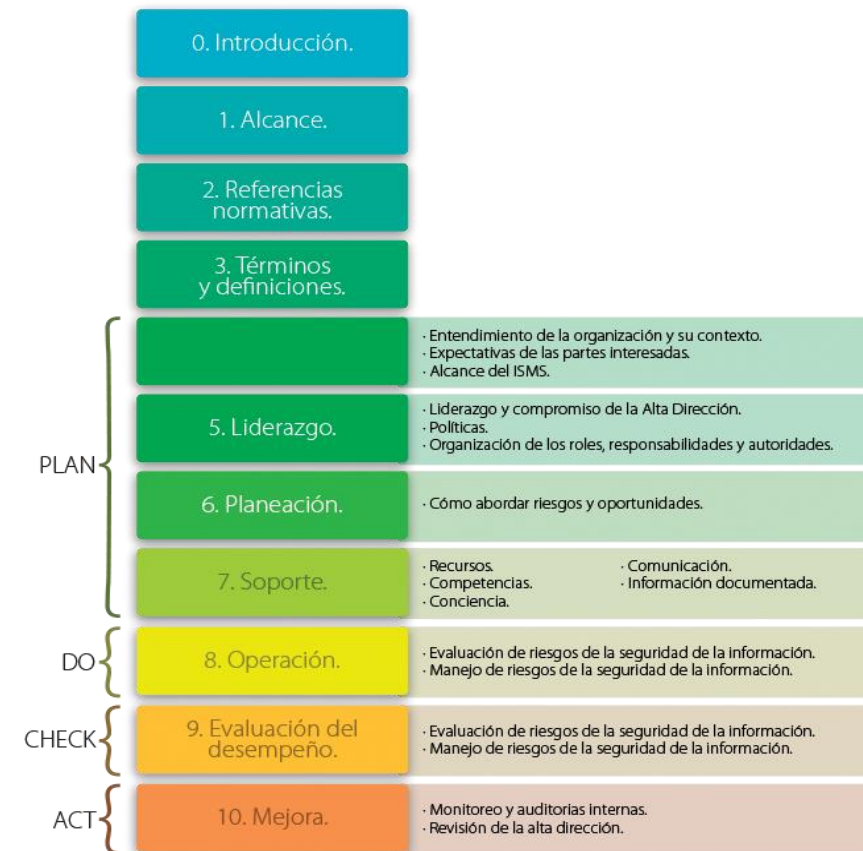 0. Introducción.
1. Alcance.
2. Referencias
normativas.
3. Términos
y definiciones.
PLAN
· Entendimiento de la organización y su contexto.
· Expectativas de las partes interesadas.
· Alcance del ISMS.
5. Liderazgo.
· Liderazgo y compromiso de la Alta Dirección.
· Políticas.
· Organización de los roles, responsabilidades y autoridades.
6. Planeación.
· Cómo abordar riesgos y oportunidades.
7. Soporte.
· Recursos.
· Competencias.
· Conciencia.
· Comunicación.
· Información documentada.
DO
8. Operación.
· Evaluación de riesgos de la seguridad de la información.
· Manejo de riesgos de la seguridad de la información.
CHECK
9. Evaluación del
desempeño.
· Evaluación de riesgos de la seguridad de la información.
· Manejo de riesgos de la seguridad de la información.
ACT
10. Mejora.
· Monitoreo y auditorias internas.
· Revisión de la alta dirección.